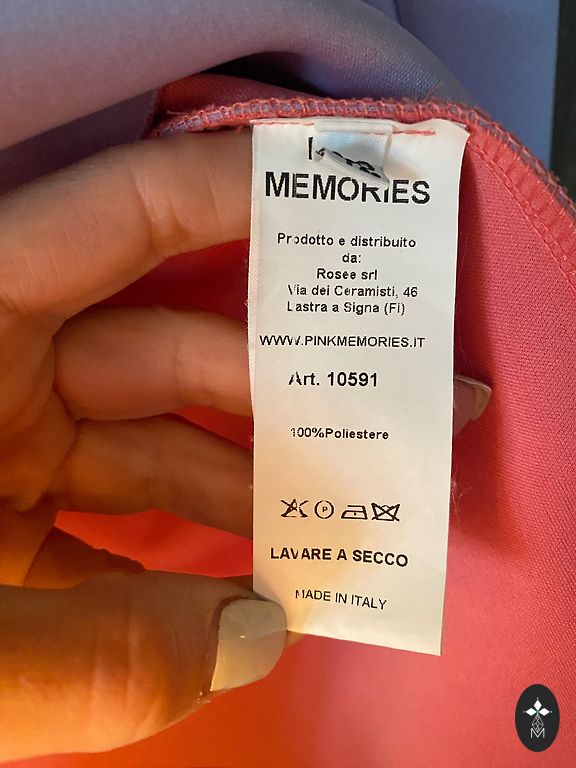 MEMORIES
Prodotto e distribuito
da:
Rosee srl
Via dei Ceramisti, 46
Lastra a Signa (FI)
WWW.PINKMEMORIES.IT
Art. 10591
100%Poliestere
P
LAVARE A SECCO
MADE IN ITALY
M